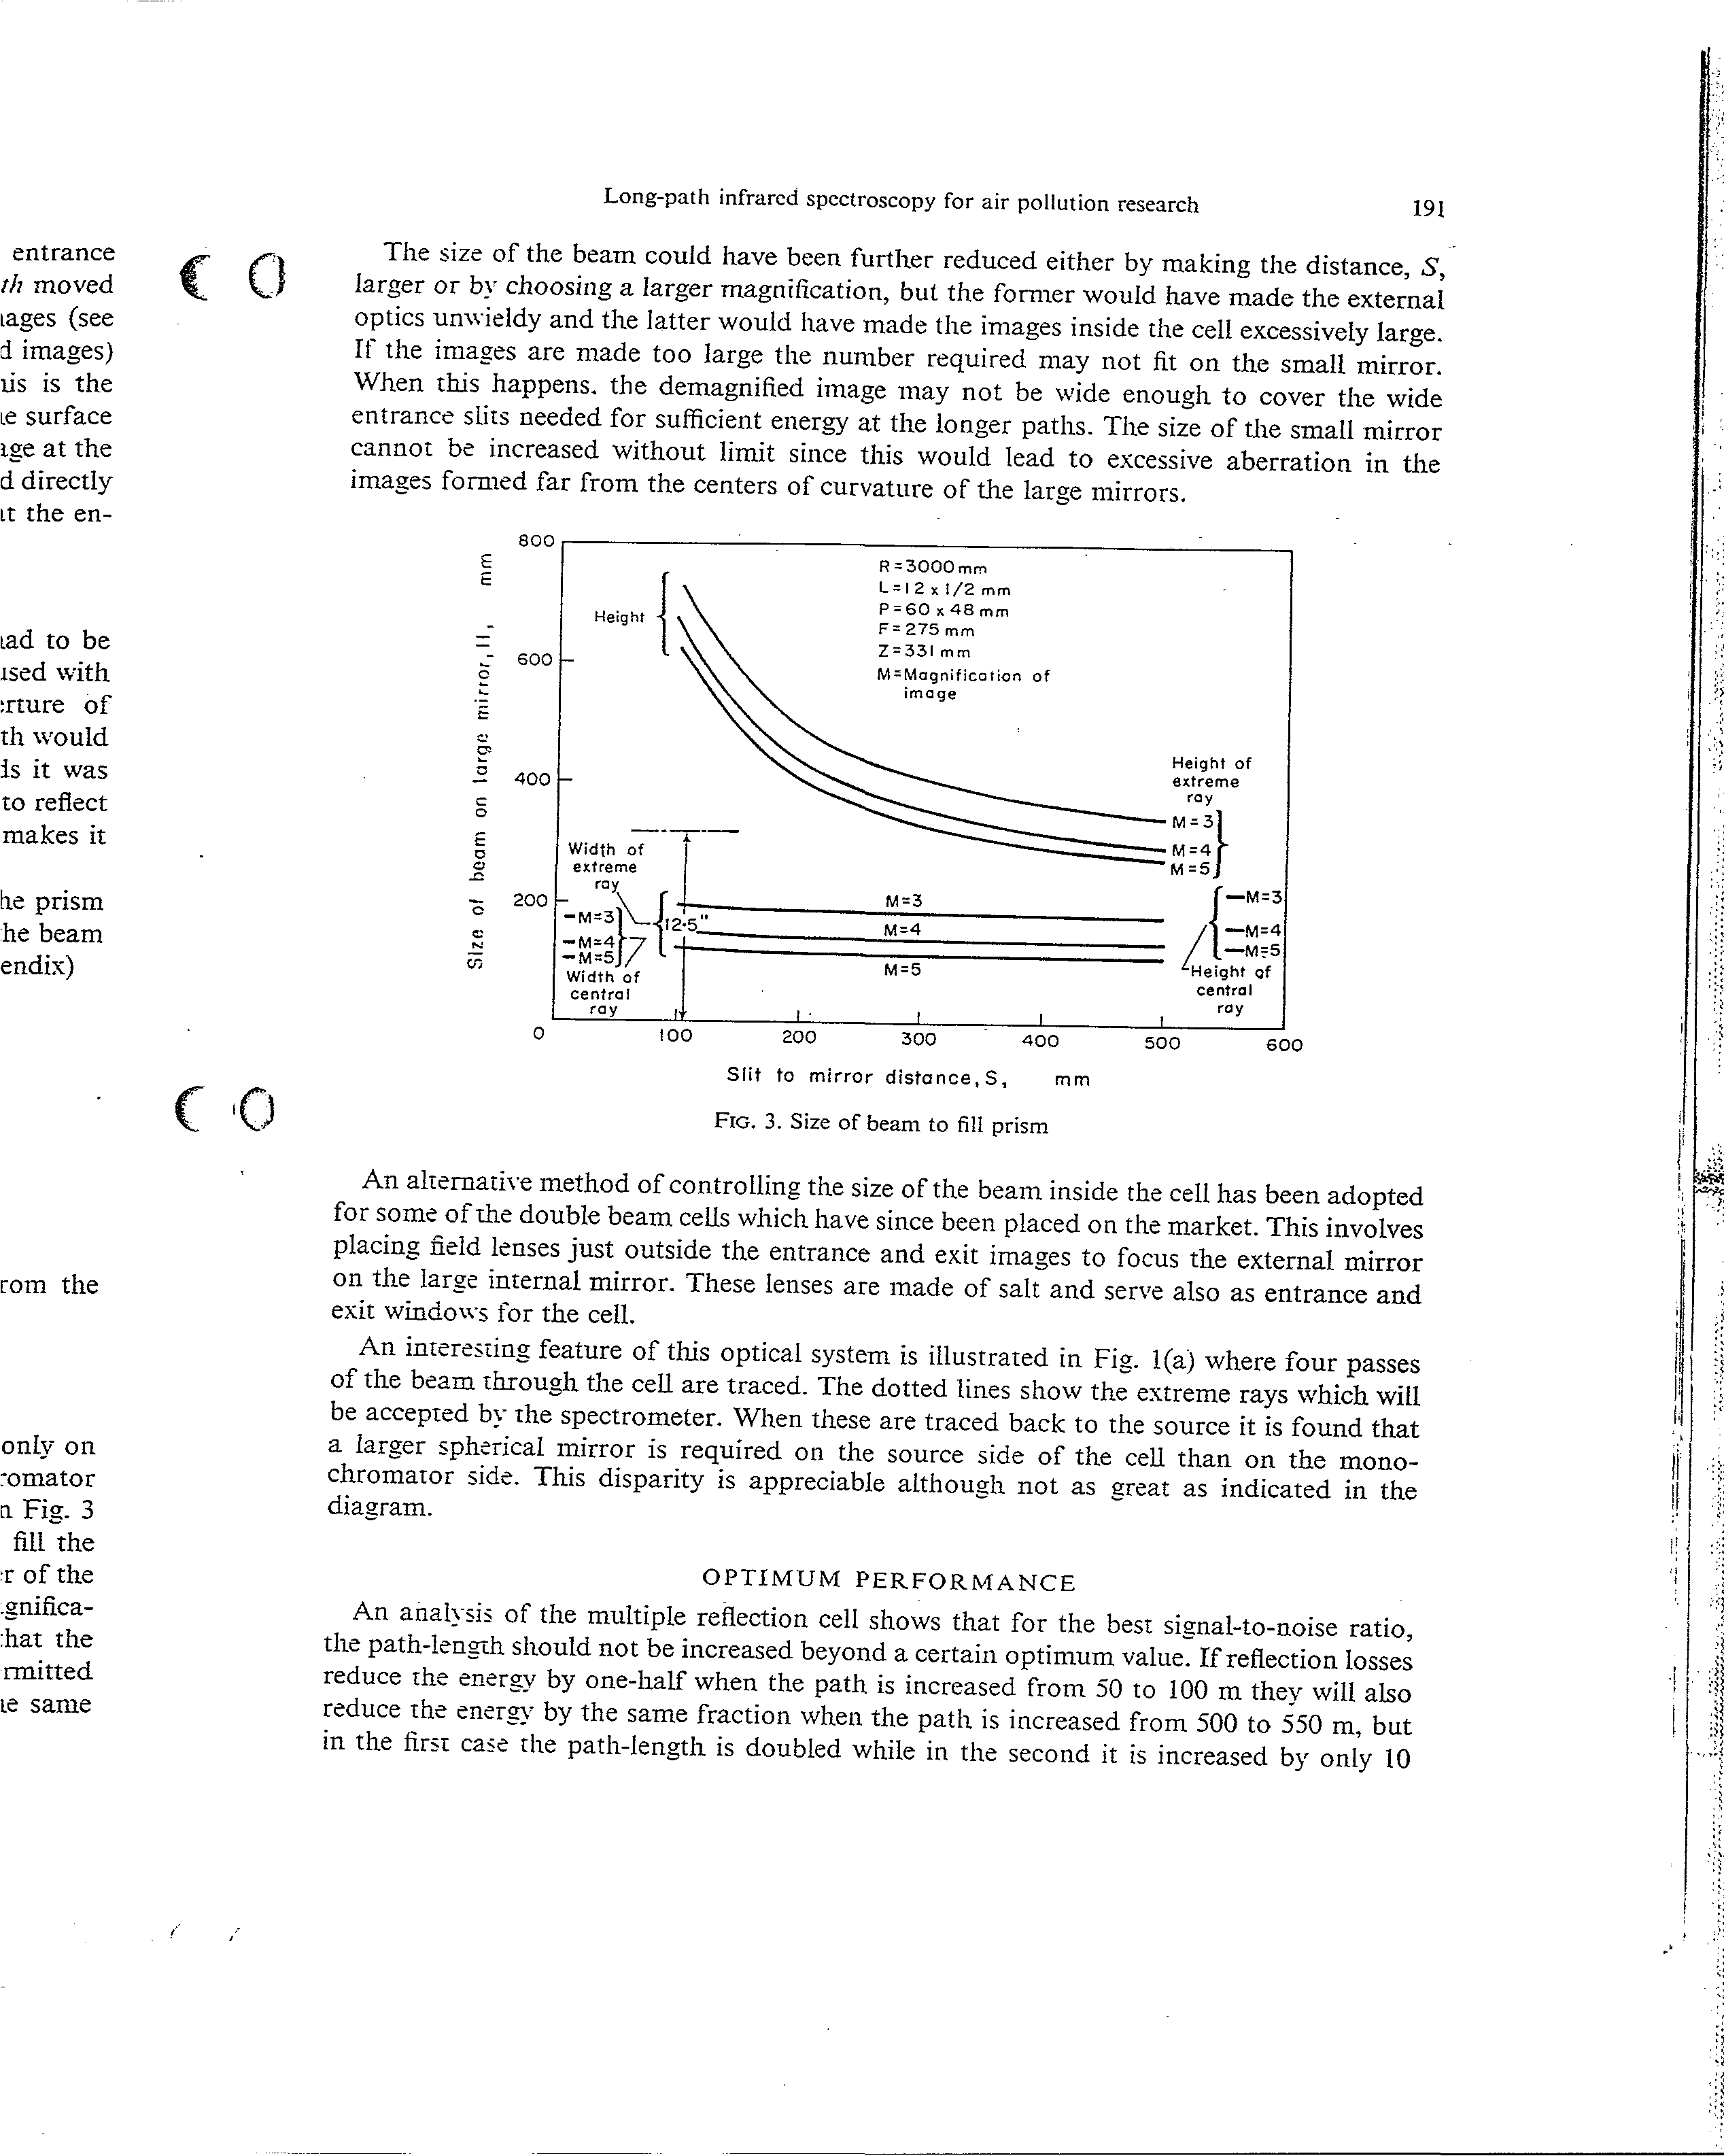 entrance
th moved
ages (see
d images)
is is the
e surface
age at the
d directly
at the en-
ad to be
used with
erture of
th would
ds it was
to reflect
makes it
he prism
he beam
endix)
rom the
only on
romator
n Fig. 3
fill the
er of the
gnifica-
that the
rmitted
ne same
Long-path infrared spectroscopy for air pollution research 191
The size of the beam could have been further reduced either by making the distance, S,
larger or by choosing a larger magnification, but the former would have made the external
optics unwieldy and the latter would have made the images inside the cell excessively large.
If the images are made too large the number required may not fit on the small mirror.
When this happens. the demagnified image may not be wide enough to cover the wide
entrance slits needed for sufficient energy at the longer paths. The size of the small mirror
cannot be increased without limit since this would lead to excessive aberration in the
images formed far from the centers of curvature of the large mirrors.
Size of beam on large mirror, H, mm
800
600
400
200
0
100
200
300
400
500
600
Slit to mirror distance, S, mm
R=3000 mm
L=12 x 1/2 mm
P=60 x 48 mm
F=275 mm
Z=331 mm
M=Magnification of
image
Height
Height of
extreme
ray
M=3
M=4
M=5
Width of
extreme
ray
M=3
M=4
M=5
Width of
central
ray
12·5"
M=3
M=4
M=5
M=3
M=4
M=5
Height of
central
ray
FIG. 3. Size of beam to fill prism
An alternative method of controlling the size of the beam inside the cell has been adopted
for some of the double beam cells which have since been placed on the market. This involves
placing field lenses just outside the entrance and exit images to focus the external mirror
on the large internal mirror. These lenses are made of salt and serve also as entrance and
exit windows for the cell.
An interesting feature of this optical system is illustrated in Fig. 1(a) where four passes
of the beam through the cell are traced. The dotted lines show the extreme rays which will
be accepted by the spectrometer. When these are traced back to the source it is found that
a larger spherical mirror is required on the source side of the cell than on the mono-
chromator side. This disparity is appreciable although not as great as indicated in the
diagram.
OPTIMUM PERFORMANCE
An analysis of the multiple reflection cell shows that for the best signal-to-noise ratio,
the path-length should not be increased beyond a certain optimum value. If reflection losses
reduce the energy by one-half when the path is increased from 50 to 100 m they will also
reduce the energy by the same fraction when the path is increased from 500 to 550 m, but
in the first case the path-length is doubled while in the second it is increased by only 10